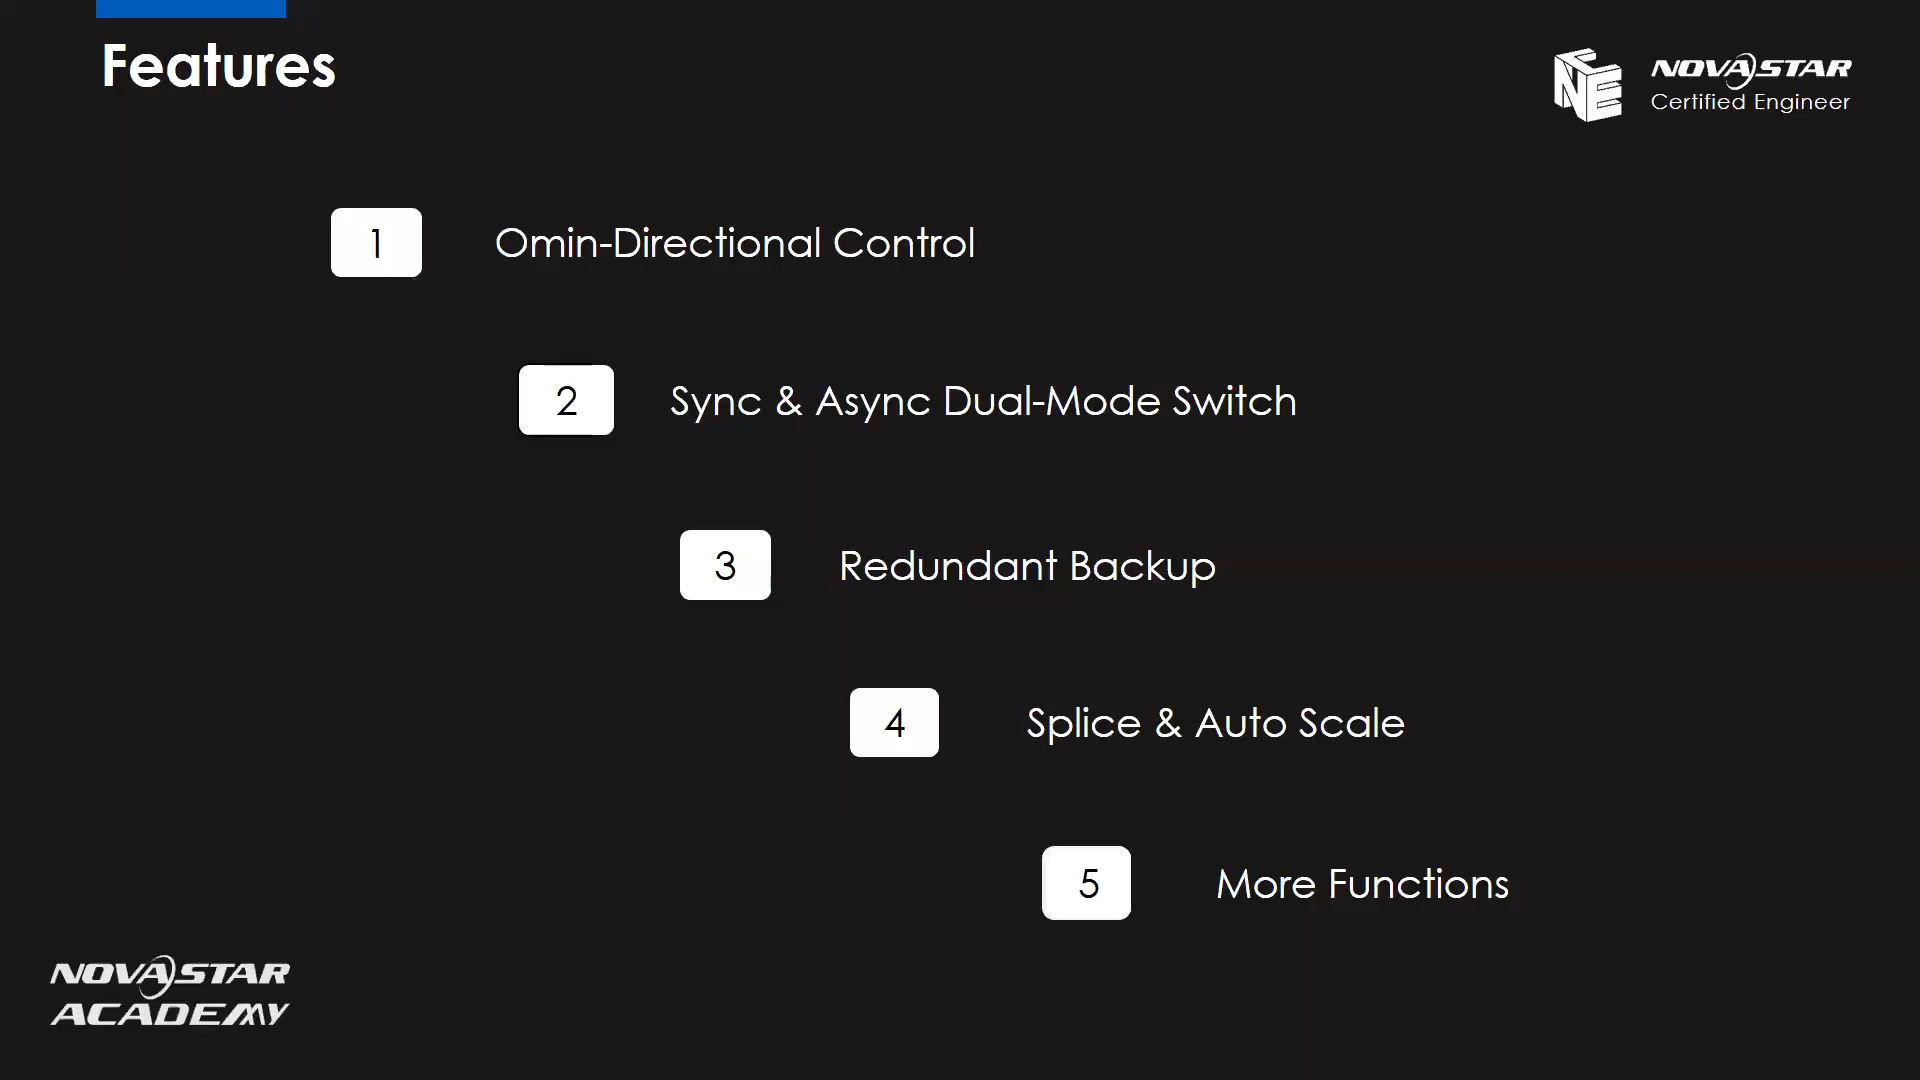 Features
NE
NOVASTAR
Certified Engineer
1 Omin-Directional Control
2 Sync & Async Dual-Mode Switch
3 Redundant Backup
4 Splice & Auto Scale
5 More Functions
NOVASTAR
ACADEMY